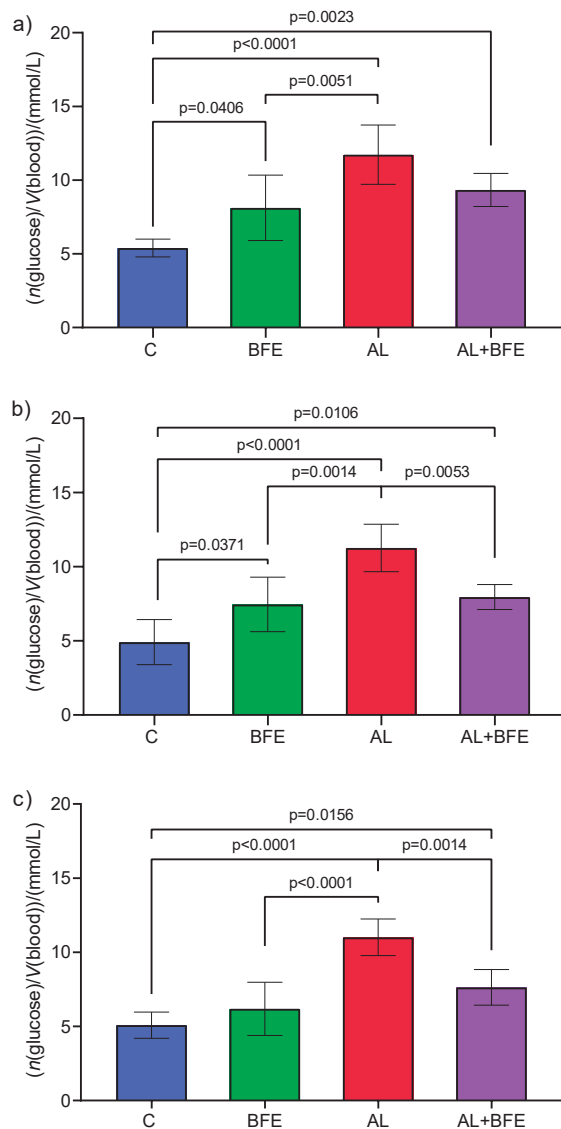 a)
(n(glucose)/V(blood))/(mmol/L)
20
15
10
5
0
p=0.0023
p<0.0001
p=0.0051
p=0.0406
C BFE AL AL+BFE
b)
(n(glucose)/V(blood))/(mmol/L)
20
15
10
5
0
p=0.0106
p<0.0001
p=0.0014 p=0.0053
p=0.0371
C BFE AL AL+BFE
c)
(n(glucose)/V(blood))/(mmol/L)
20
15
10
5
0
p=0.0156
p<0.0001 p=0.0014
p<0.0001
C BFE AL AL+BFE